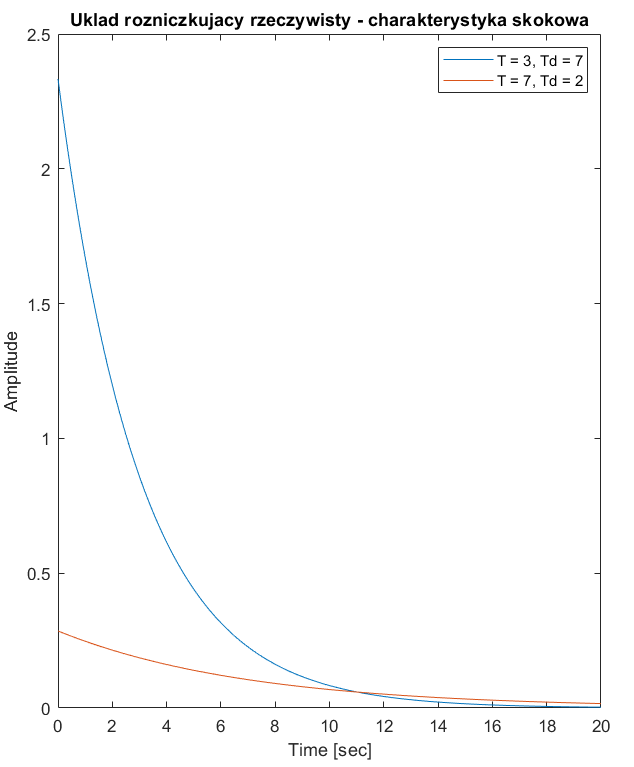 Uklad rozniczkujacy rzeczywisty - charakterystyka skokowa
2.5
2
1.5
1
0.5
0
Amplitude
T = 3, Td = 7
T = 7, Td = 2
0 2 4 6 8 10 12 14 16 18 20
Time [sec]